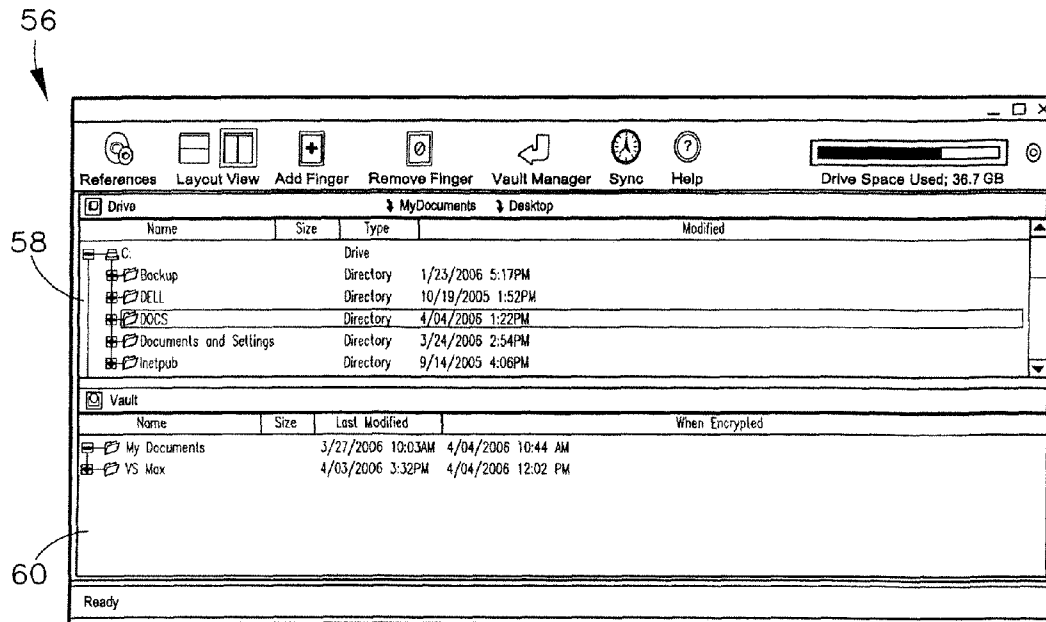 56
References Layout View Add Finger Remove Finger Vault Manager Sync Help Drive Space Used; 36.7 GB
Drive MyDocuments Desktop
Name Size Type Modified
58
C: Drive
Backup Directory 1/23/2006 5:17PM
DELL Directory 10/19/2005 1:52PM
DOCS Directory 4/04/2006 1:22PM
Documents and Settings Directory 3/24/2006 2:54PM
Inetpub Directory 9/14/2005 4:06PM
Vault
Name Size Last Modified When Encrypted
My Documents 3/27/2006 10:03AM 4/04/2006 10:44 AM
VS Max 4/03/2006 3:32PM 4/04/2006 12:02 PM
60
Ready